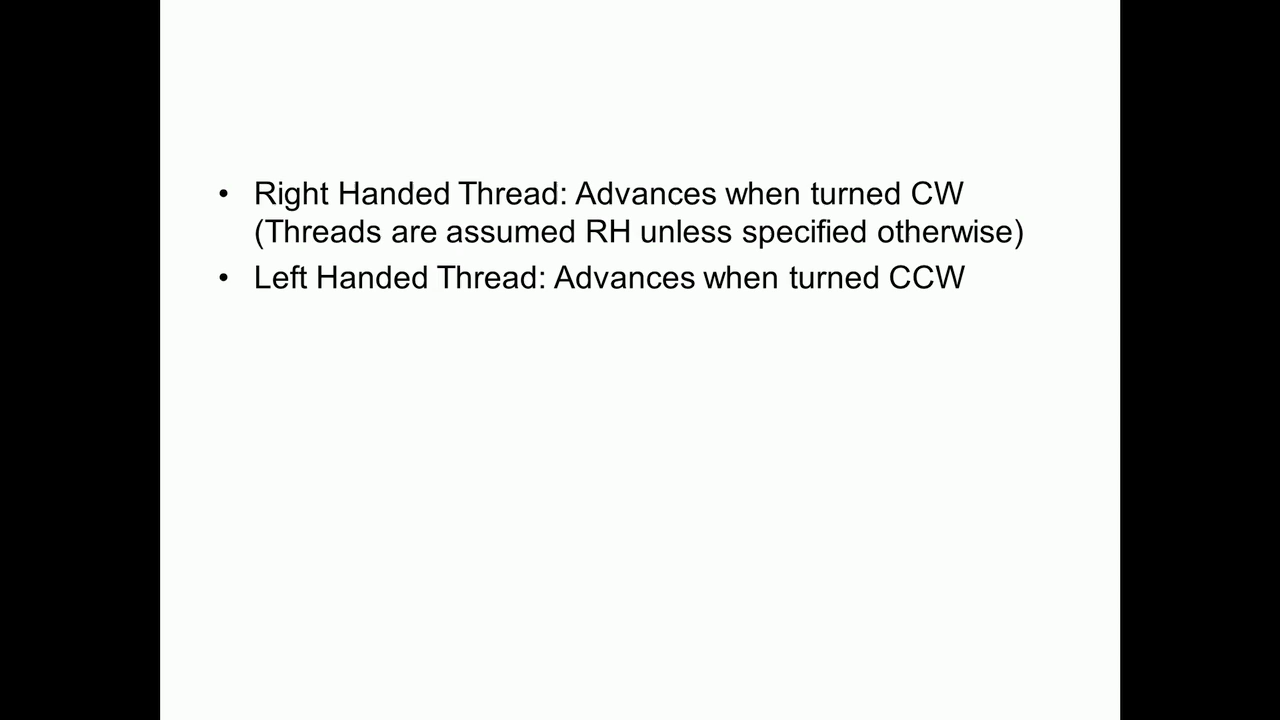 • Right Handed Thread: Advances when turned CW
(Threads are assumed RH unless specified otherwise)
• Left Handed Thread: Advances when turned CCW